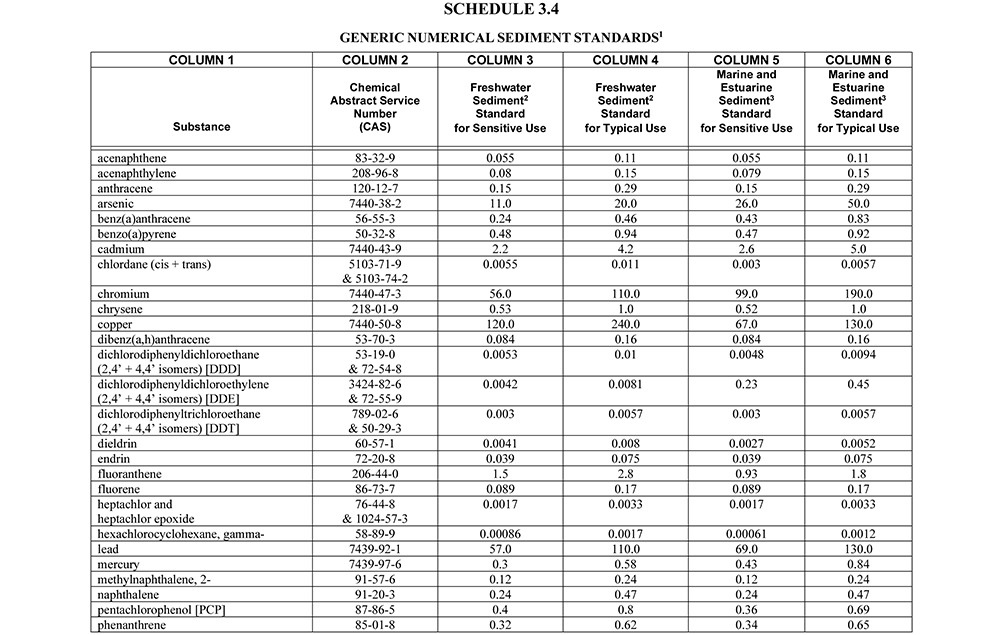 SCHEDULE 3.4
GENERIC NUMERICAL SEDIMENT STANDARDS¹
COLUMN 1 COLUMN 2 COLUMN 3 COLUMN 4 COLUMN 5 COLUMN 6
Substance Chemical Abstract Service Number (CAS) Freshwater Sediment² Standard for Sensitive Use Freshwater Sediment² Standard for Typical Use Marine and Estuarine Sediment³ Standard for Sensitive Use Marine and Estuarine Sediment³ Standard for Typical Use
acenaphthene 83-32-9 0.055 0.11 0.055 0.11
acenaphthylene 208-96-8 0.08 0.15 0.079 0.15
anthracene 120-12-7 0.15 0.29 0.15 0.29
arsenic 7440-38-2 11.0 20.0 26.0 50.0
benz(a)anthracene 56-55-3 0.24 0.46 0.43 0.83
benzo(a)pyrene 50-32-8 0.48 0.94 0.47 0.92
cadmium 7440-43-9 2.2 4.2 2.6 5.0
chlordane (cis + trans) 5103-71-9 0.0055 0.011 0.003 0.0057
& 5103-74-2
chromium 7440-47-3 56.0 110.0 99.0 190.0
chrysene 218-01-9 0.53 1.0 0.52 1.0
copper 7440-50-8 120.0 240.0 67.0 130.0
dibenz(a,h)anthracene 53-70-3 0.084 0.16 0.084 0.16
dichlorodiphenyldichloroethane 53-19-0 0.0053 0.01 0.0048 0.0094
(2,4’ + 4,4’ isomers) [DDD] & 72-54-8
dichlorodiphenyldichloroethylene 3424-82-6 0.0042 0.0081 0.23 0.45
(2,4’ + 4,4’ isomers) [DDE] & 72-55-9
dichlorodiphenyltrichloroethane 789-02-6 0.003 0.0057 0.003 0.0057
(2,4’ + 4,4’ isomers) [DDT] & 50-29-3
dieldrin 60-57-1 0.0041 0.008 0.0027 0.0052
endrin 72-20-8 0.039 0.075 0.039 0.075
fluoranthene 206-44-0 1.5 2.8 0.93 1.8
fluorene 86-73-7 0.089 0.17 0.089 0.17
heptachlor and 76-44-8 0.0017 0.0033 0.0017 0.0033
heptachlor epoxide & 1024-57-3
hexachlorocyclohexane, gamma- 58-89-9 0.00086 0.0017 0.00061 0.0012
lead 7439-92-1 57.0 110.0 69.0 130.0
mercury 7439-97-6 0.3 0.58 0.43 0.84
methylnaphthalene, 2- 91-57-6 0.12 0.24 0.12 0.24
naphthalene 91-20-3 0.24 0.47 0.24 0.47
pentachlorophenol [PCP] 87-86-5 0.4 0.8 0.36 0.69
phenanthrene 85-01-8 0.32 0.62 0.34 0.65